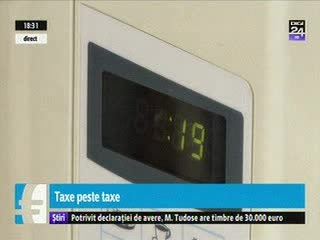 18:31
direct
DIGI
24
HD
:19
Taxe peste taxe
Știri Potrivit declarației de avere, M. Tudose are timbre de 30.000 euro